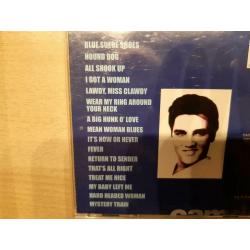 BLUE SUEDE SHOES
HOUND DOG
ALL SHOOK UP
I GOT A WOMAN
LAWDY, MISS CLAWDY
WEAR MY RING AROUND
YOUR NECK
A BIG HUNK O' LOVE
MEAN WOMAN BLUES
IT'S NOW OR NEVER
FEVER
RETURN TO SENDER
THAT'S ALL RIGHT
TREAT ME NICE
MY BABY LEFT ME
HARD HEADED WOMAN
MYSTERY TRAIN